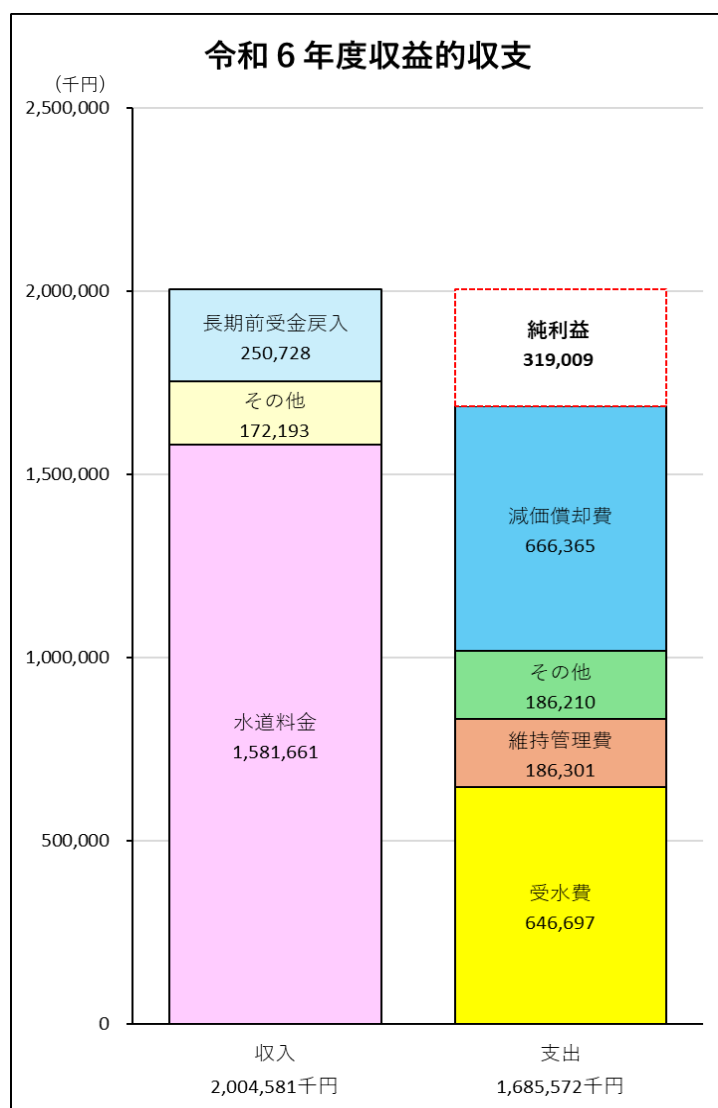 令和６年度収益的収支
（千円）
2,500,000
2,000,000
1,500,000
1,000,000
500,000
0
長期前受金戻入
250,728
その他
172,193
水道料金
1,581,661
純利益
319,009
減価償却費
666,365
その他
186,210
維持管理費
186,301
受水費
646,697
収入
2,004,581千円
支出
1,685,572千円